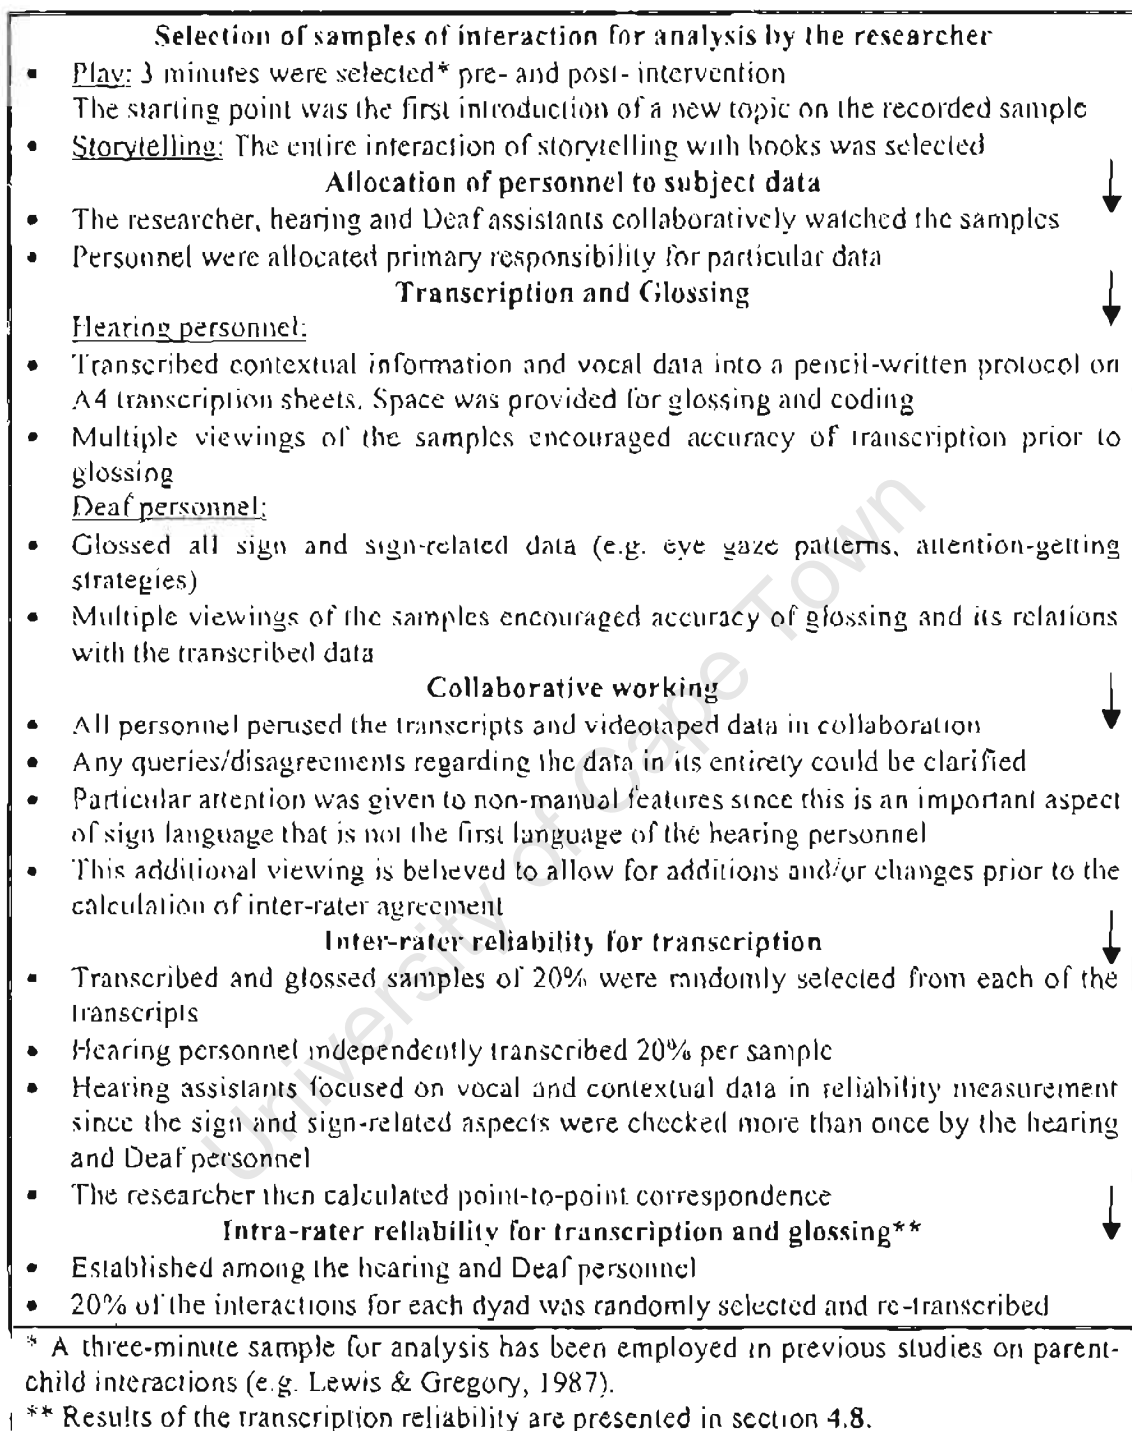 Selection of samples of interaction for analysis by the researcher
• Play: 3 minutes were selected* pre- and post- intervention
The starting point was the first introduction of a new topic on the recorded sample
• Storytelling: The entire interaction of storytelling with books was selected
Allocation of personnel to subject data
• The researcher, hearing and Deaf assistants collaboratively watched the samples
• Personnel were allocated primary responsibility for particular data
Transcription and Glossing
Hearing personnel:
• Transcribed contextual information and vocal data into a pencil-written protocol on
A4 transcription sheets. Space was provided for glossing and coding
• Multiple viewings of the samples encouraged accuracy of transcription prior to
glossing
Deaf personnel:
• Glossed all sign and sign-related data (e.g. eye gaze patterns, attention-getting
strategies)
• Multiple viewings of the samples encouraged accuracy of glossing and its relations
with the transcribed data
Collaborative working
• All personnel perused the transcripts and videotaped data in collaboration
• Any queries/disagreements regarding the data in its entirety could be clarified
• Particular attention was given to non-manual features since this is an important aspect
of sign language that is not the first language of the hearing personnel
• This additional viewing is believed to allow for additions and/or changes prior to the
calculation of inter-rater agreement
Inter-rater reliability for transcription
• Transcribed and glossed samples of 20% were randomly selected from each of the
transcripts
• Hearing personnel independently transcribed 20% per sample
• Hearing assistants focused on vocal and contextual data in reliability measurement
since the sign and sign-related aspects were checked more than once by the hearing
and Deaf personnel
• The researcher then calculated point-to-point correspondence
Intra-rater reliability for transcription and glossing**
• Established among the hearing and Deaf personnel
• 20% of the interactions for each dyad was randomly selected and re-transcribed
* A three-minute sample for analysis has been employed in previous studies on parent-
child interactions (e.g. Lewis & Gregory, 1987).
** Results of the transcription reliability are presented in section 4.8.
University of Cape Town